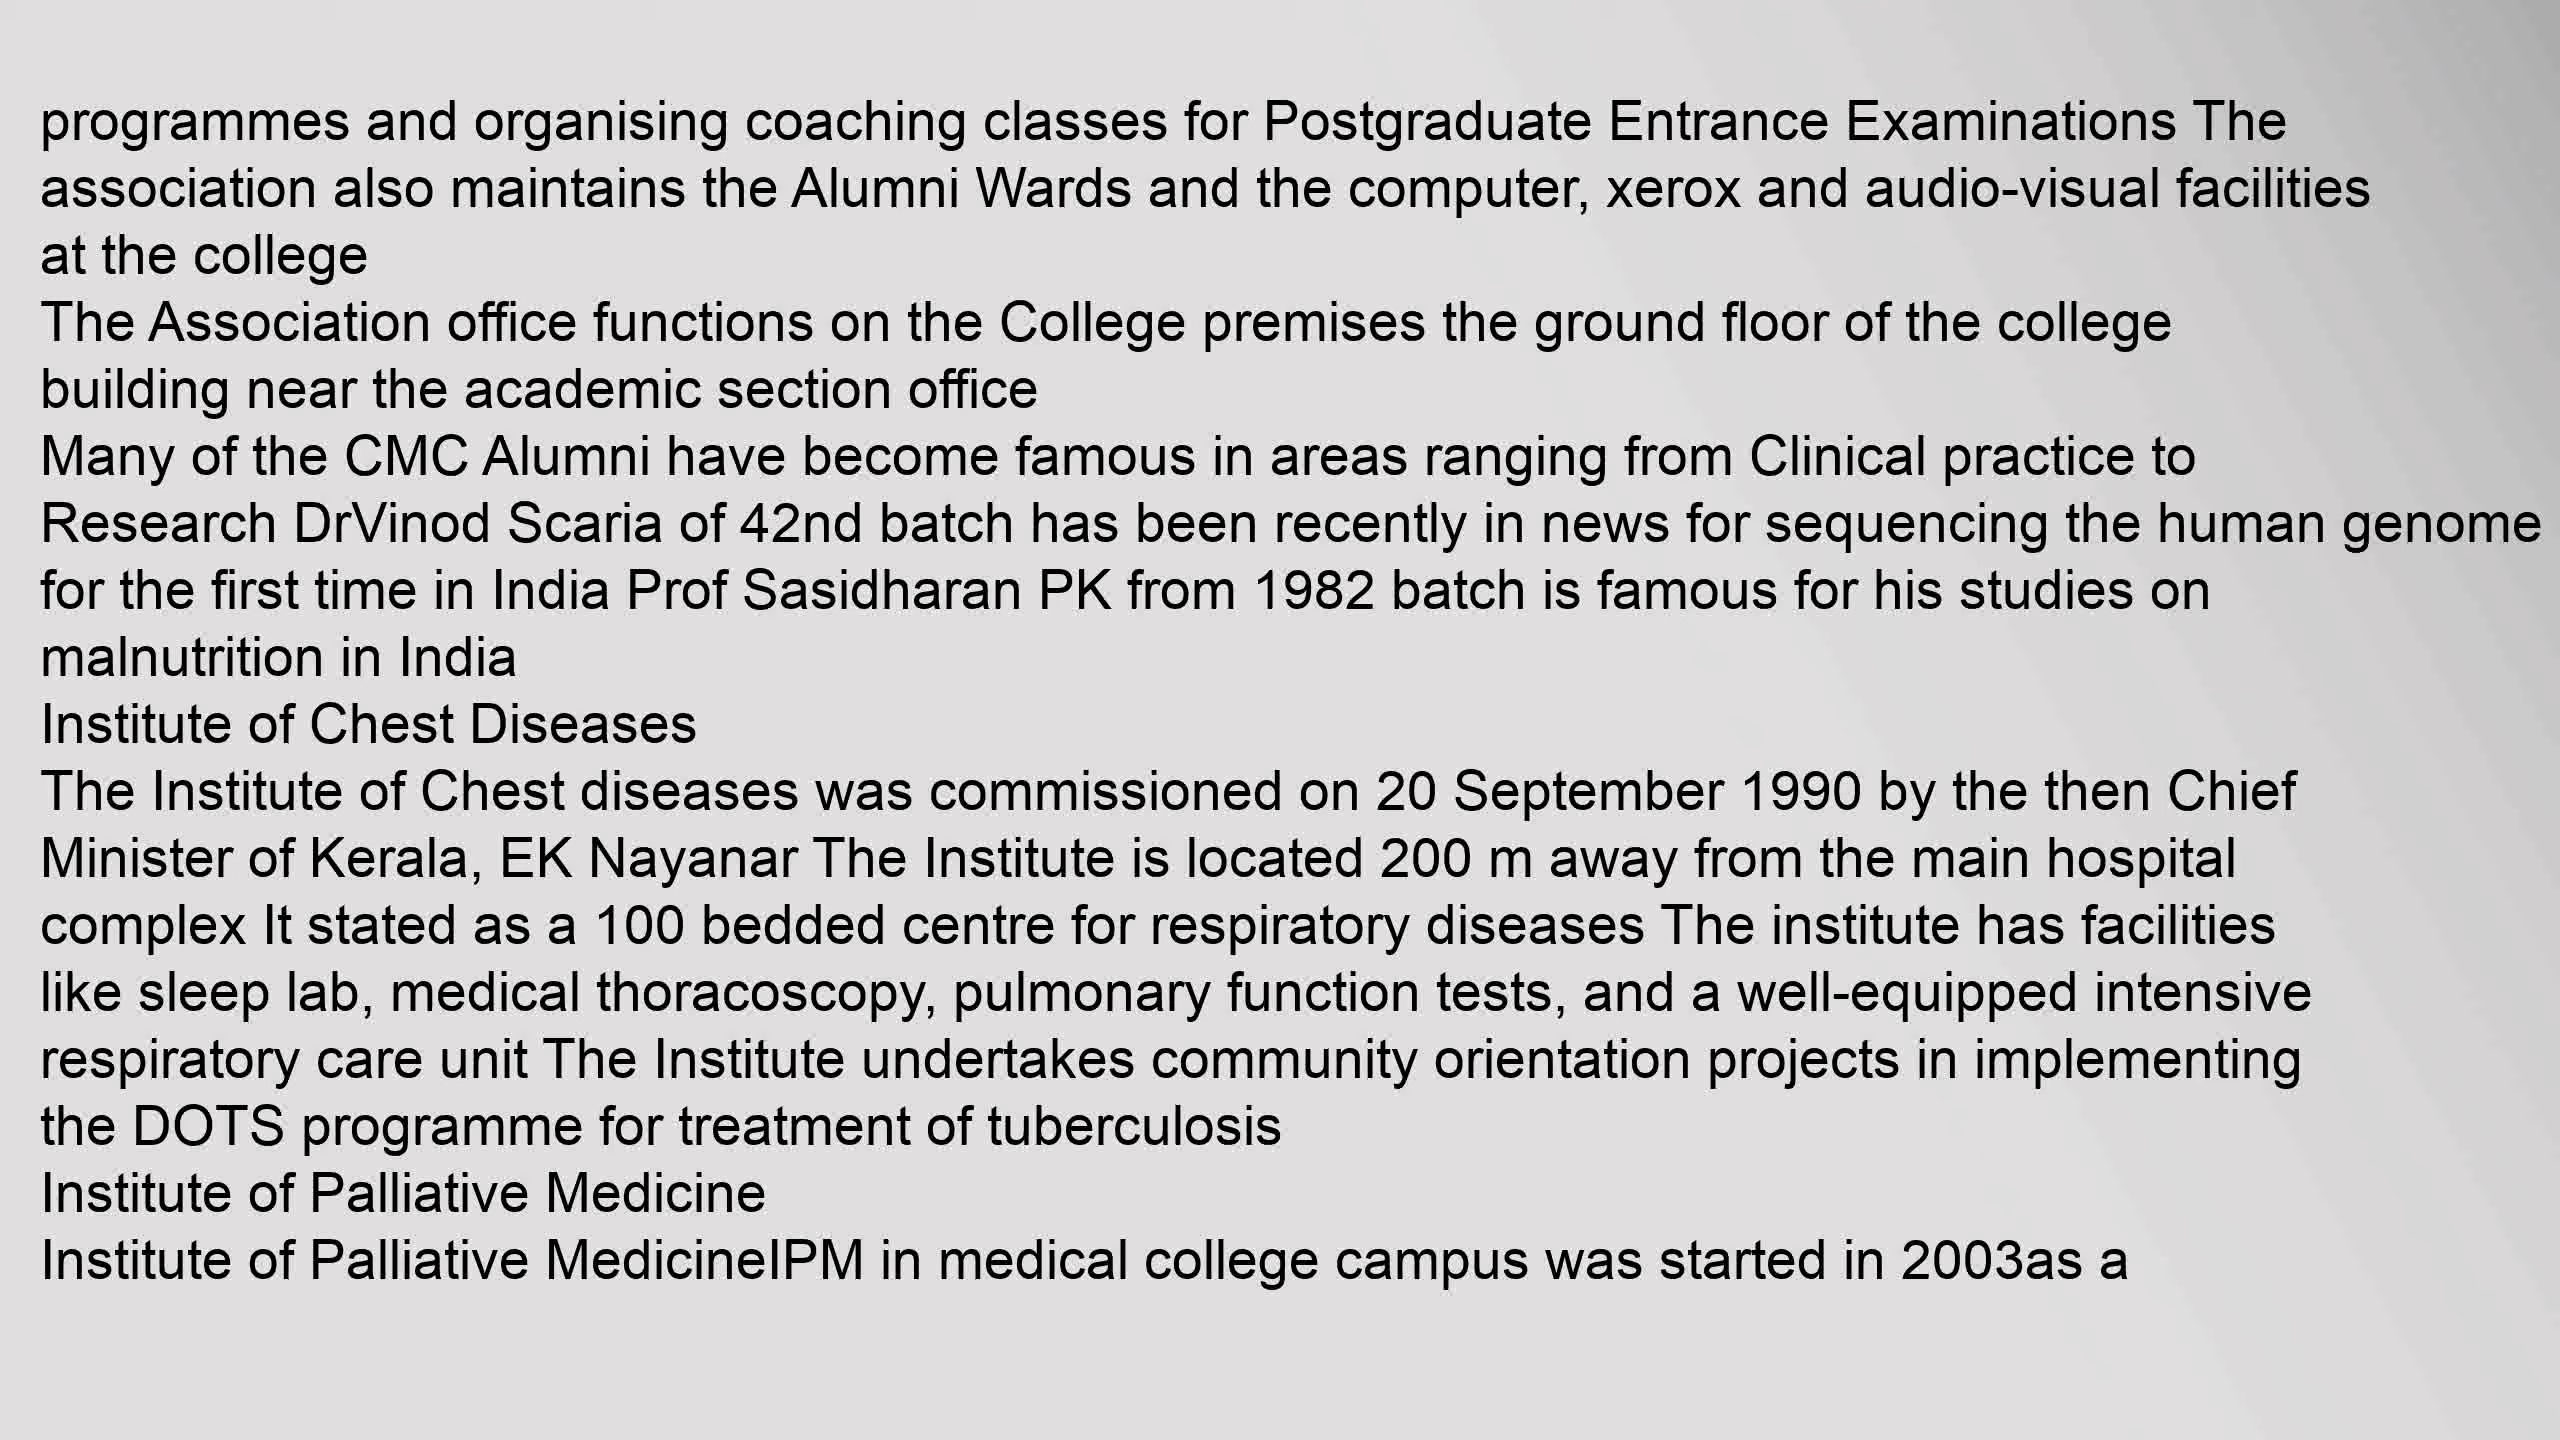 programmes and organising coaching classes for Postgraduate Entrance Examinations The
association also maintains the Alumni Wards and the computer, xerox and audio-visual facilities
at the college
The Association office functions on the College premises the ground floor of the college
building near the academic section office
Many of the CMC Alumni have become famous in areas ranging from Clinical practice to
Research DrVinod Scaria of 42nd batch has been recently in news for sequencing the human genome
for the first time in India Prof Sasidharan PK from 1982 batch is famous for his studies on
malnutrition in India
Institute of Chest Diseases
The Institute of Chest diseases was commissioned on 20 September 1990 by the then Chief
Minister of Kerala, EK Nayanar The Institute is located 200 m away from the main hospital
complex It stated as a 100 bedded centre for respiratory diseases The institute has facilities
like sleep lab, medical thoracoscopy, pulmonary function tests, and a well-equipped intensive
respiratory care unit The Institute undertakes community orientation projects in implementing
the DOTS programme for treatment of tuberculosis
Institute of Palliative Medicine
Institute of Palliative MedicineIPM in medical college campus was started in 2003as a